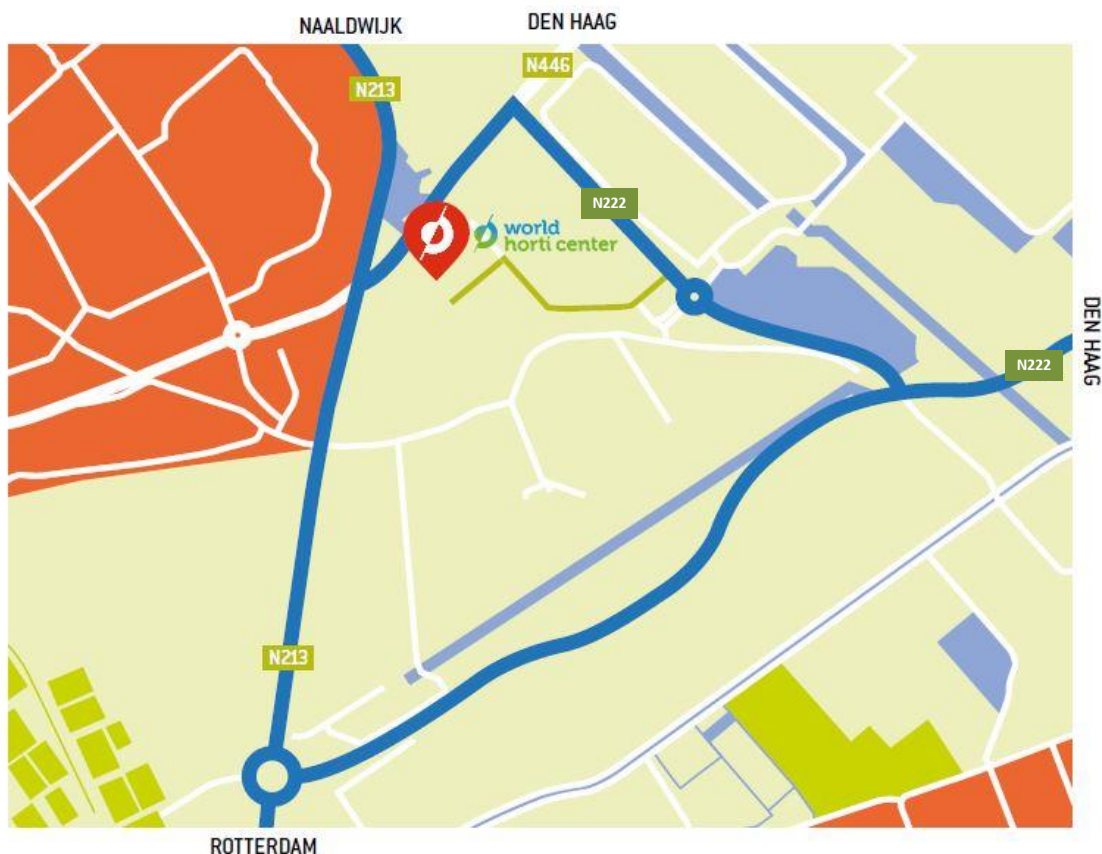 NAALDWIJK
DEN HAAG
N446
N213
N222
world
horti center
DEN HAAG
N222
N213
ROTTERDAM